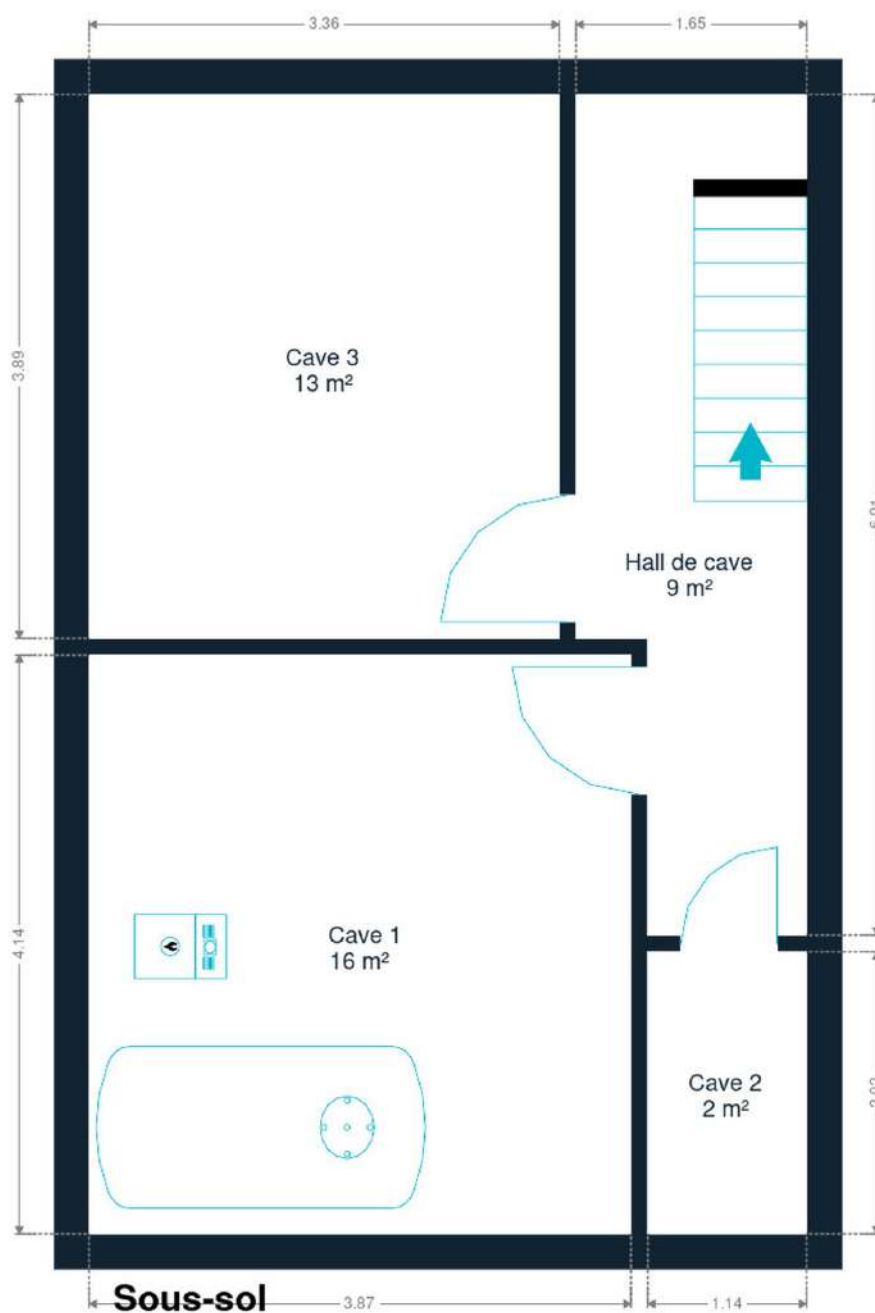 3.36
1.65
3.89
Cave 3
13 m²
Hall de cave
9 m²
4.14
Cave 1
16 m²
Cave 2
2 m²
Sous-sol
3.87
1.14